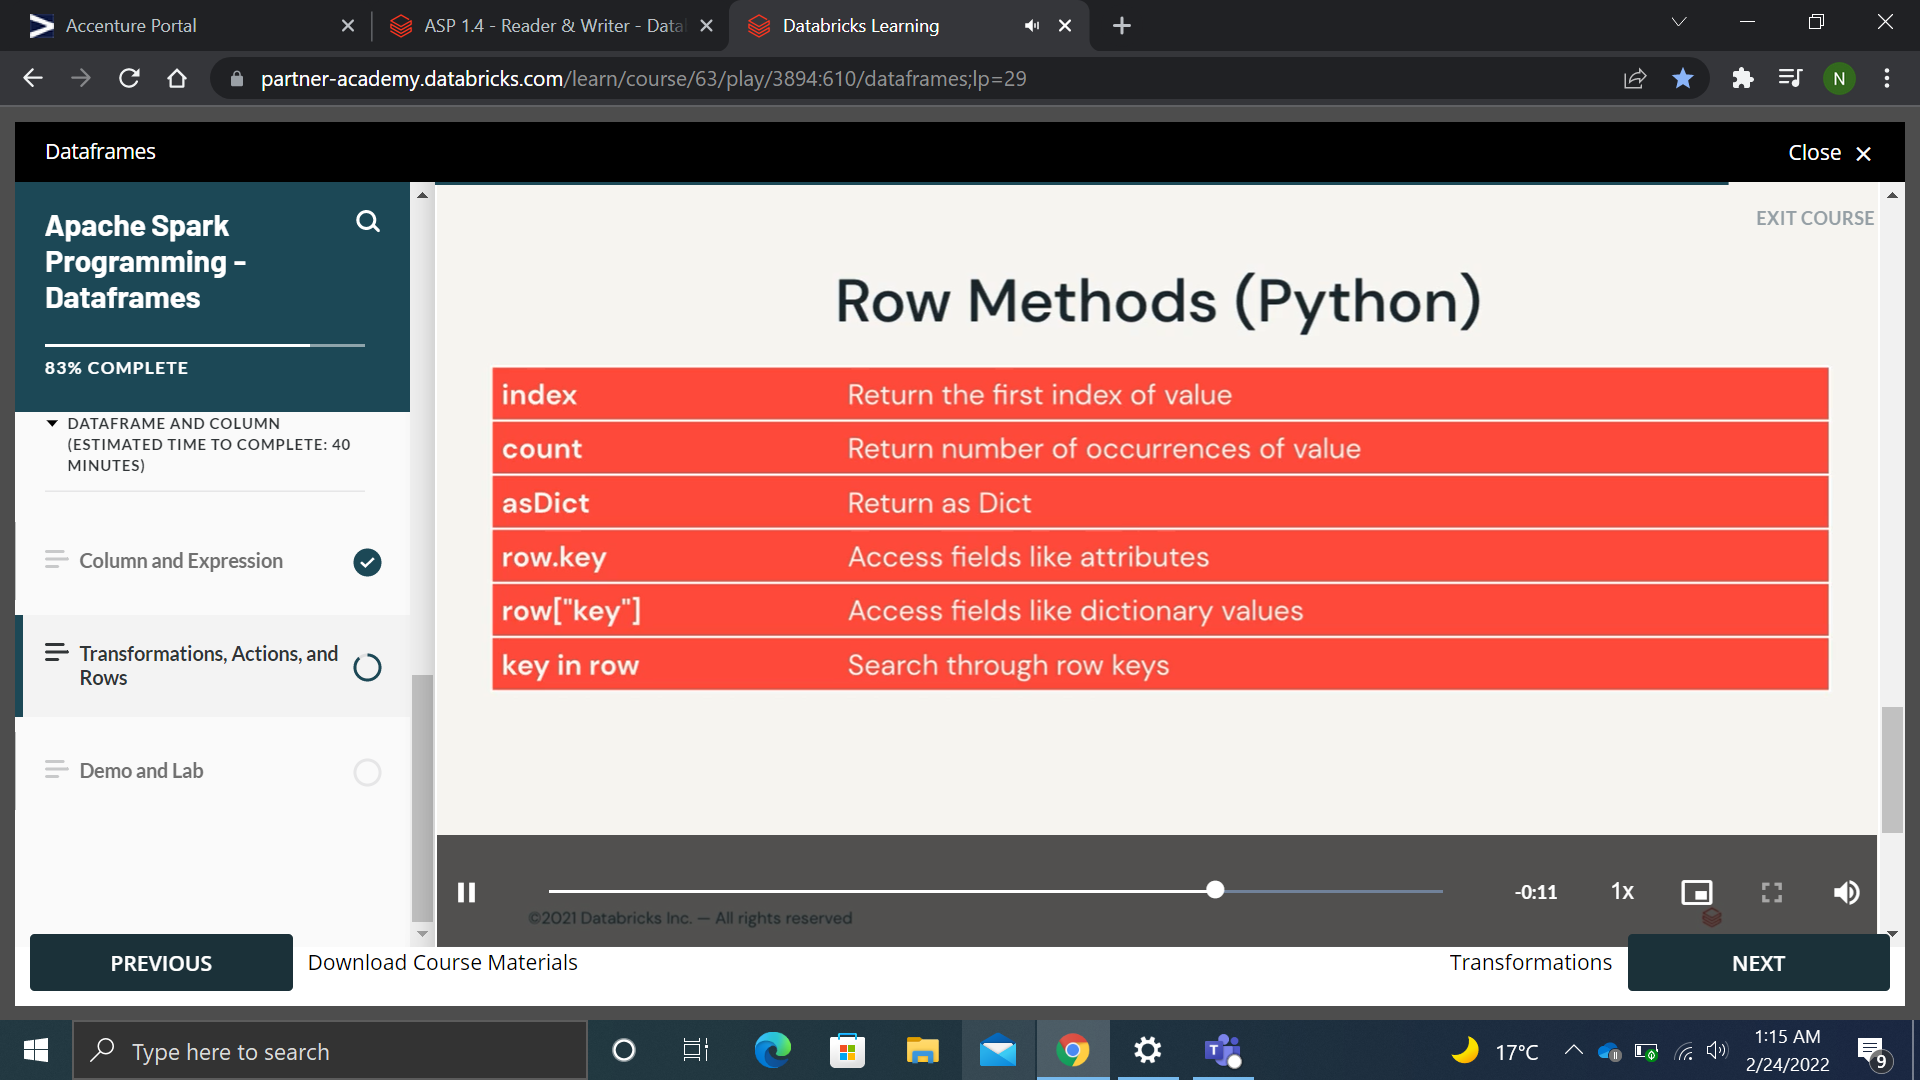 Accenture Portal
ASP 1.4 - Reader & Writer - Data
Databricks Learning
partner-academy.databricks.com/learn/course/63/play/3894:610/dataframes;lp=29
N
Dataframes
Close
Apache Spark
Programming -
Dataframes
83% COMPLETE
DATAFRAME AND COLUMN
(ESTIMATED TIME TO COMPLETE: 40
MINUTES)
Column and Expression
Transformations, Actions, and
Rows
Demo and Lab
EXIT COURSE
Row Methods (Python)
index Return the first index of value
count Return number of occurrences of value
asDict Return as Dict
row.key Access fields like attributes
row["key"] Access fields like dictionary values
key in row Search through row keys
-0:11
1x
©2021 Databricks Inc. — All rights reserved
PREVIOUS
Download Course Materials
Transformations
NEXT
Type here to search
17°C
1:15 AM
2/24/2022
9